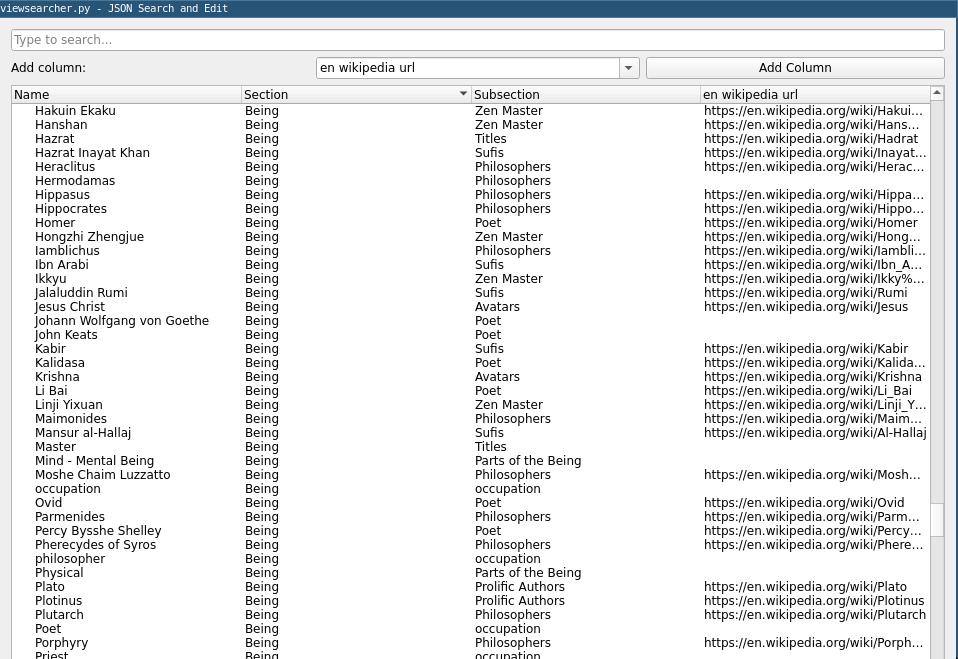 viewsearcher.py - JSON Search and Edit
Type to search...
Add column: en wikipedia url Add Column
Name Section Subsection en wikipedia url
Hakuin Ekaku Being Zen Master https://en.wikipedia.org/wiki/Hakui...
Hanshan Being Zen Master https://en.wikipedia.org/wiki/Hans...
Hazrat Being Titles https://en.wikipedia.org/wiki/Hadrat
Hazrat Inayat Khan Being Sufis https://en.wikipedia.org/wiki/Inayat...
Heraclitus Being Philosophers https://en.wikipedia.org/wiki/Herac...
Hermodamas Being Philosophers
Hippasus Being Philosophers https://en.wikipedia.org/wiki/Hippa...
Hippocrates Being Philosophers https://en.wikipedia.org/wiki/Hippo...
Homer Being Poet https://en.wikipedia.org/wiki/Homer
Hongzhi Zhengjue Being Zen Master https://en.wikipedia.org/wiki/Hong...
Iamblichus Being Philosophers https://en.wikipedia.org/wiki/Iambli...
Ibn Arabi Being Sufis https://en.wikipedia.org/wiki/Ibn_A...
Ikkyu Being Zen Master https://en.wikipedia.org/wiki/Ikky%...
Jalaluddin Rumi Being Sufis https://en.wikipedia.org/wiki/Rumi
Jesus Christ Being Avatars https://en.wikipedia.org/wiki/Jesus
Johann Wolfgang von Goethe Being Poet
John Keats Being Poet
Kabir Being Sufis https://en.wikipedia.org/wiki/Kabir
Kalidasa Being Poet https://en.wikipedia.org/wiki/Kalida...
Krishna Being Avatars https://en.wikipedia.org/wiki/Krishna
Li Bai Being Poet https://en.wikipedia.org/wiki/Li_Bai
Linji Yixuan Being Zen Master https://en.wikipedia.org/wiki/Linji_Y...
Maimonides Being Philosophers https://en.wikipedia.org/wiki/Maim...
Mansur al-Hallaj Being Sufis https://en.wikipedia.org/wiki/Al-Hallaj
Master Being Titles
Mind - Mental Being Being Parts of the Being
Moshe Chaim Luzzatto Being Philosophers https://en.wikipedia.org/wiki/Mosh...
occupation Being occupation
Ovid Being Poet https://en.wikipedia.org/wiki/Ovid
Parmenides Being Philosophers https://en.wikipedia.org/wiki/Parm...
Percy Bysshe Shelley Being Poet https://en.wikipedia.org/wiki/Percy...
Pherecydes of Syros Being Philosophers https://en.wikipedia.org/wiki/Phere...
philosopher Being occupation
Physical Being Parts of the Being
Plato Being Prolific Authors https://en.wikipedia.org/wiki/Plato
Plotinus Being Prolific Authors https://en.wikipedia.org/wiki/Plotinus
Plutarch Being Philosophers https://en.wikipedia.org/wiki/Plutarch
Poet Being occupation
Porphyry Being Philosophers https://en.wikipedia.org/wiki/Porph...
Priest Being occupation